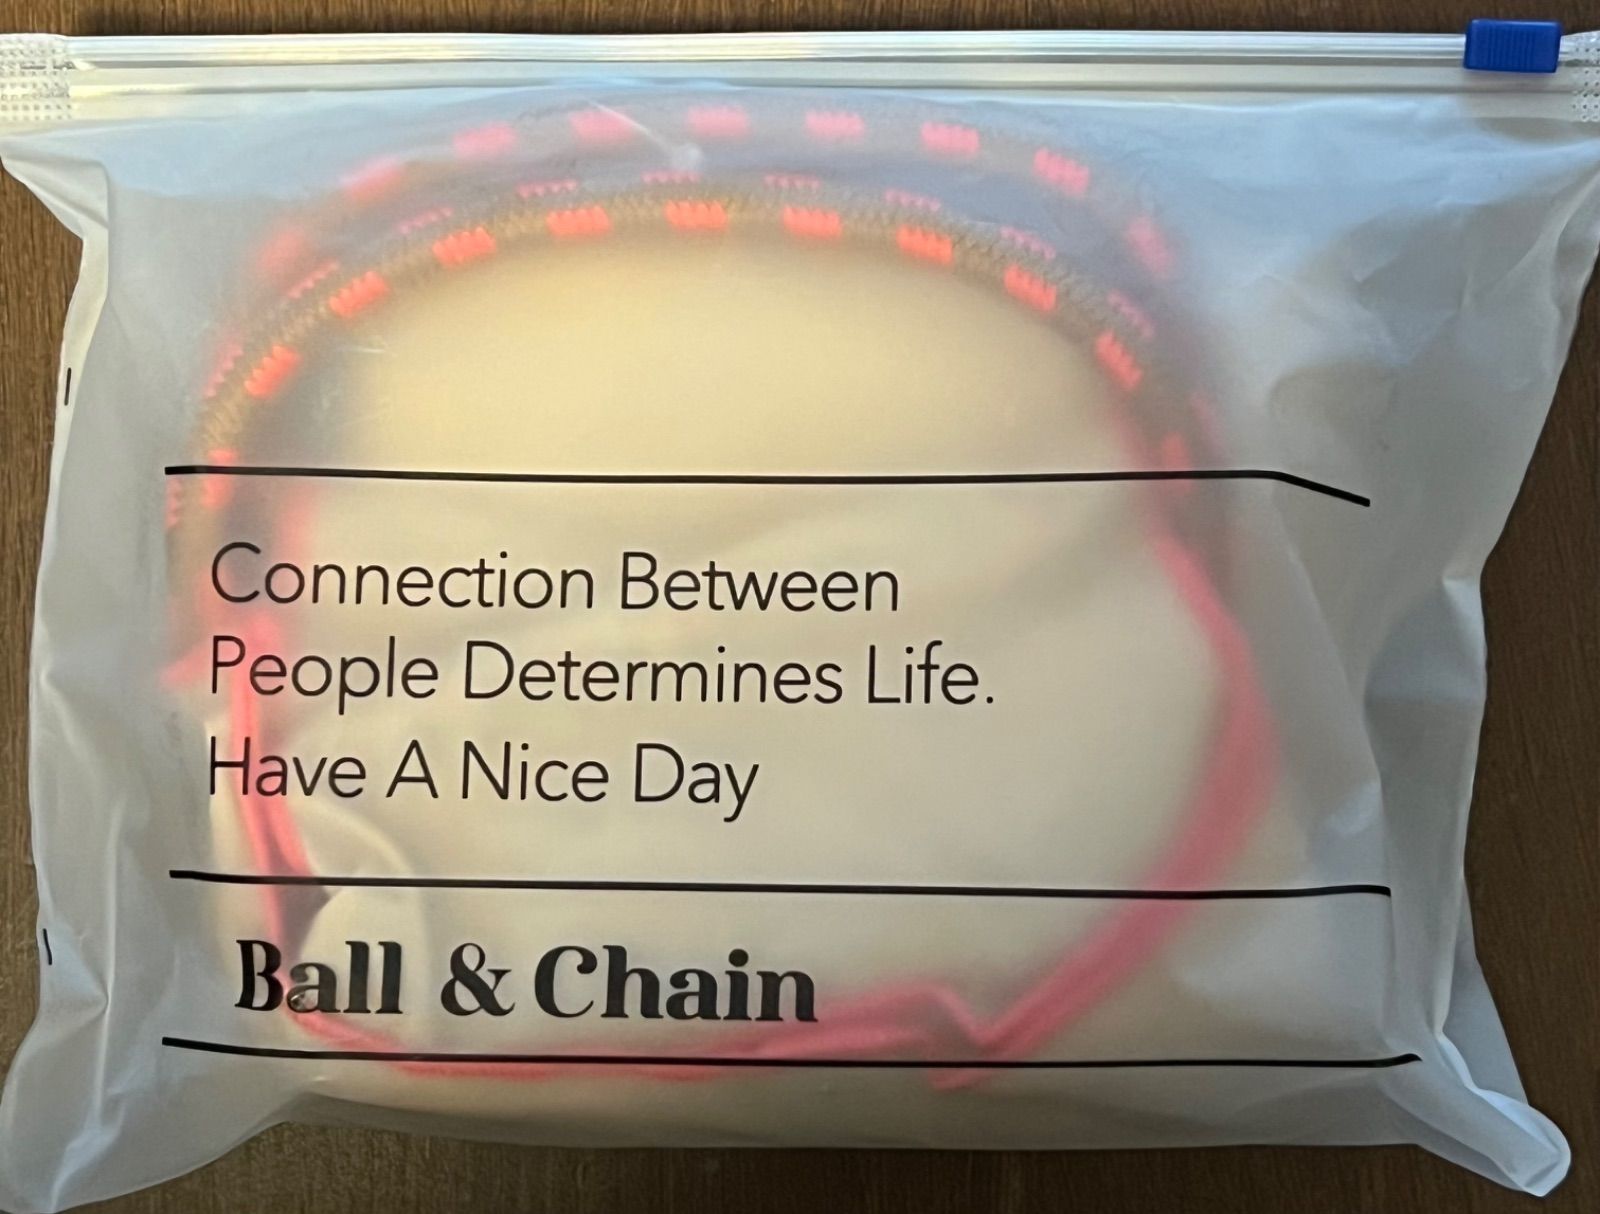 Connection Between
People Determines Life.
Have A Nice Day
Ball & Chain